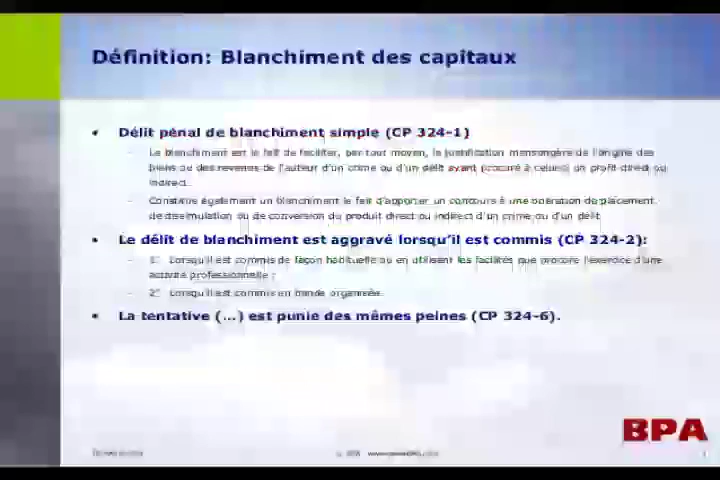 Définition: Blanchiment des capitaux
• Délit pénal de blanchiment simple (CP 324-1)
- Le blanchiment est le fait de faciliter, par tout moyen, la justification mensongère de l'origine des
biens ou des revenus de l'auteur d'un crime ou d'un délit ayant procuré à celui-ci un profit direct ou
indirect.
- Constitue également un blanchiment le fait d'apporter un concours à une opération de placement,
de dissimulation ou de conversion du produit direct ou indirect d'un crime ou d'un délit
• Le délit de blanchiment est aggravé lorsqu'il est commis (CP 324-2):
- 1° Lorsqu'il est commis de façon habituelle ou en utilisant les facilités que procure l'exercice d'une
activité professionnelle ;
- 2° Lorsqu'il est commis en bande organisée.
• La tentative (...) est punie des mêmes peines (CP 324-6).
BPA